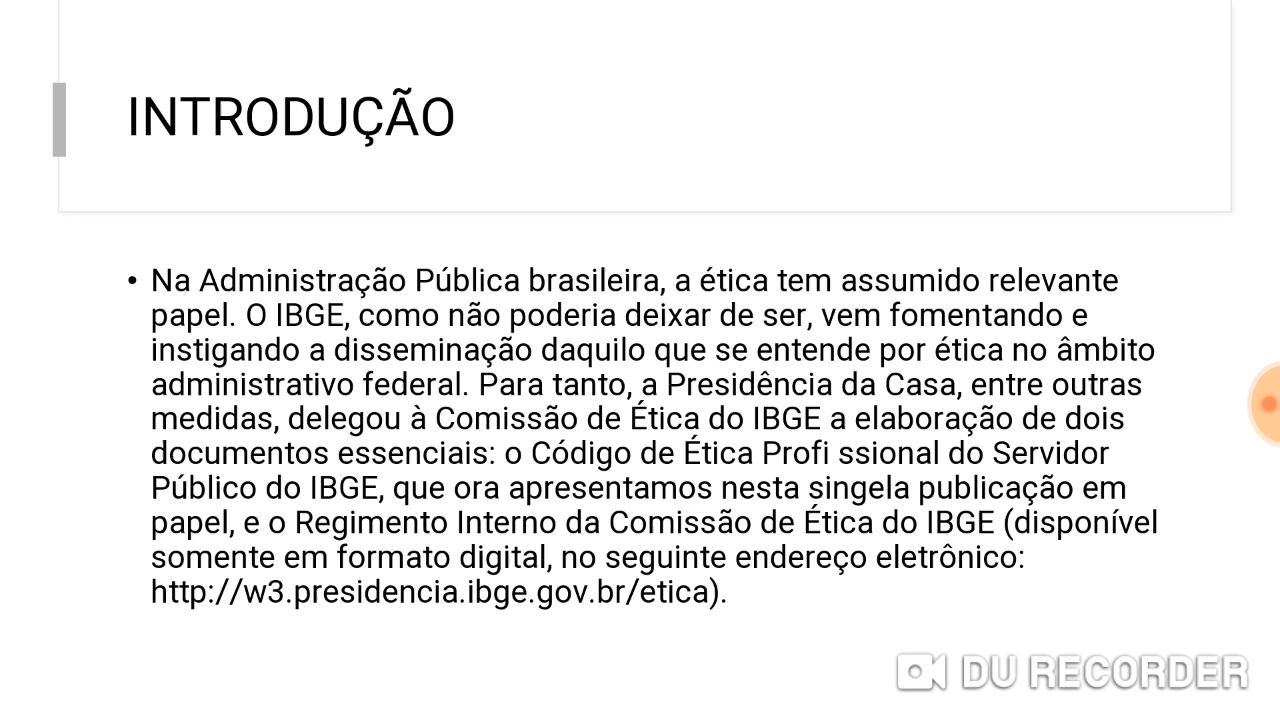 INTRODUÇÃO
• Na Administração Pública brasileira, a ética tem assumido relevante
papel. O IBGE, como não poderia deixar de ser, vem fomentando e
instigando a disseminação daquilo que se entende por ética no âmbito
administrativo federal. Para tanto, a Presidência da Casa, entre outras
medidas, delegou à Comissão de Ética do IBGE a elaboração de dois
documentos essenciais: o Código de Ética Profi ssional do Servidor
Público do IBGE, que ora apresentamos nesta singela publicação em
papel, e o Regimento Interno da Comissão de Ética do IBGE (disponível
somente em formato digital, no seguinte endereço eletrônico:
http://w3.presidencia.ibge.gov.br/etica).
DU RECORDER